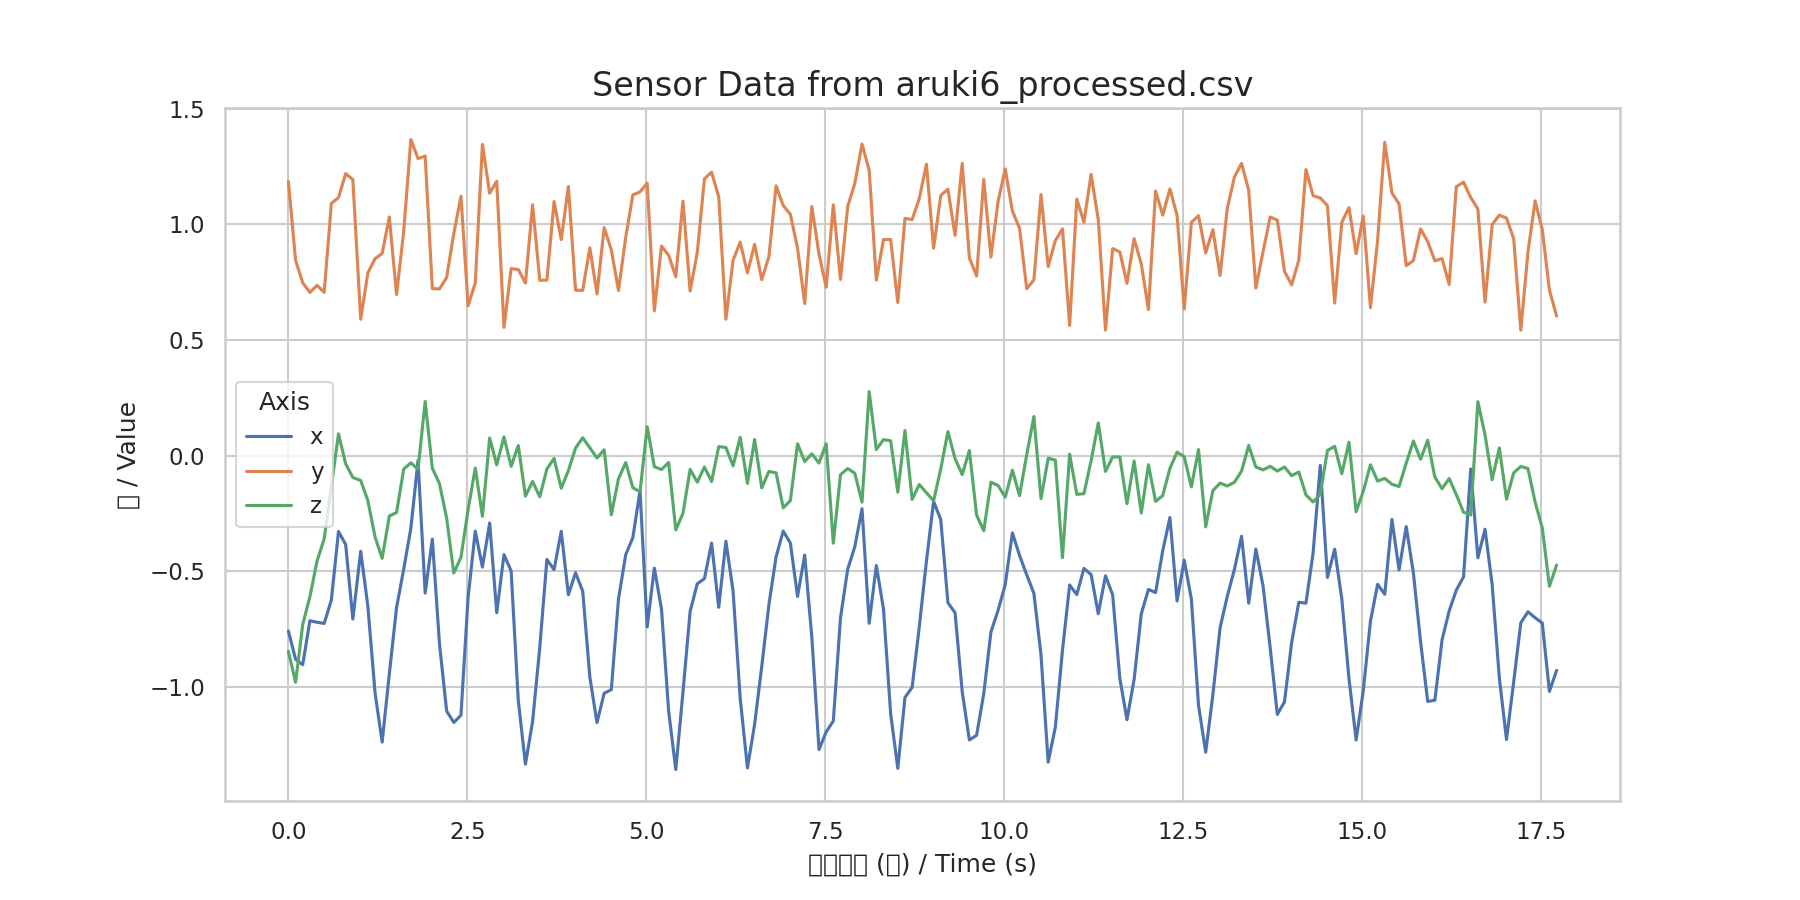 Sensor Data from aruki6_processed.csv
1.5
1.0
0.5
0.0
−0.5
−1.0
/ Value
Axis
x
y
z
0.0 2.5 5.0 7.5 10.0 12.5 15.0 17.5
( ) / Time (s)